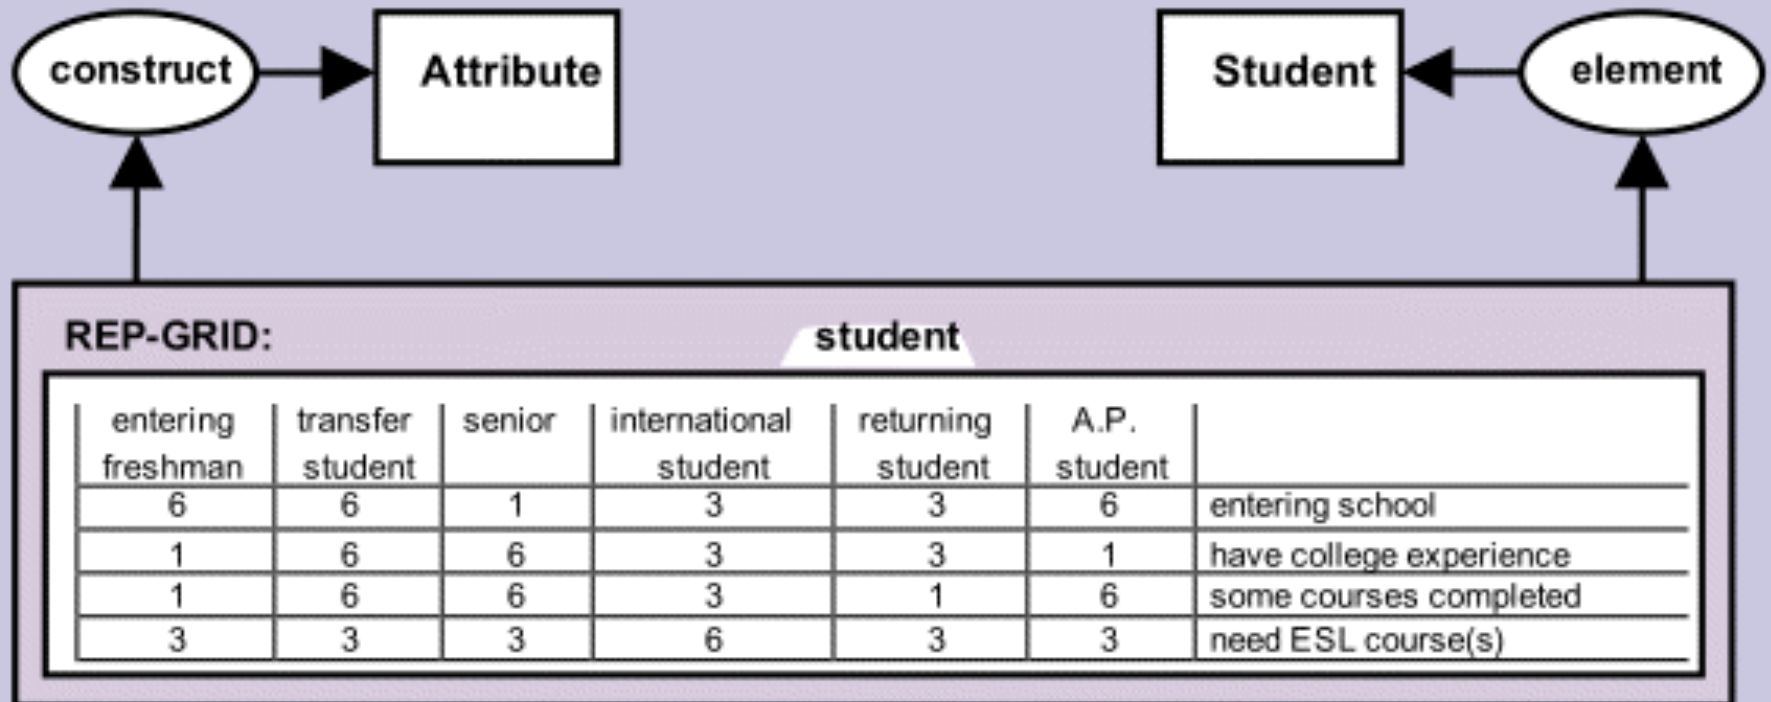 construct Attribute Student element
REP-GRID: student
entering transfer senior international returning A.P.
freshman student student student student
6 6 1 3 3 6 entering school
1 6 6 3 3 1 have college experience
1 6 6 3 1 6 some courses completed
3 3 3 6 3 3 need ESL course(s)